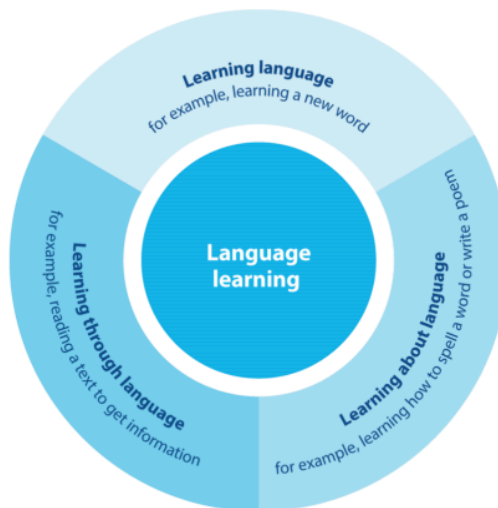 Learning language
for example, learning a new word
Language
learning
Learning about language
for example, learning how to spell a word or write a poem
Learning through language
for example, reading a text to get information